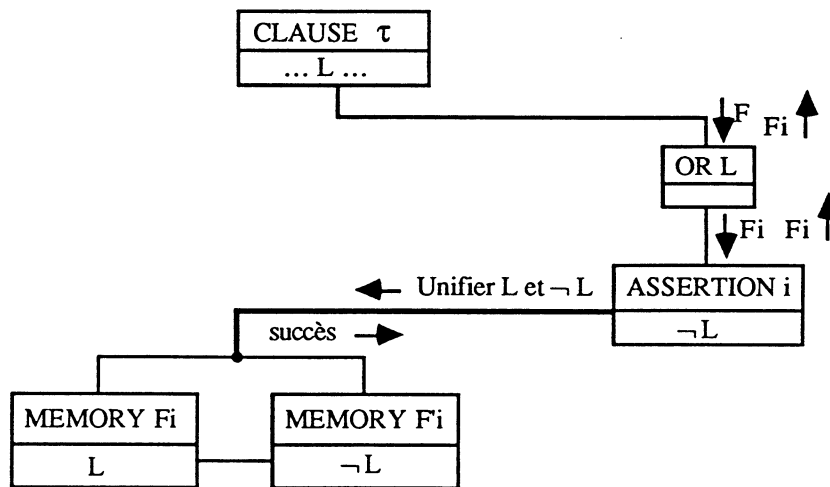 CLAUSE τ
... L ...
F
Fi
OR L
Fi Fi
Unifier L et ¬ L
ASSERTION i
succès
¬ L
MEMORY Fi
MEMORY F'i
L
¬ L